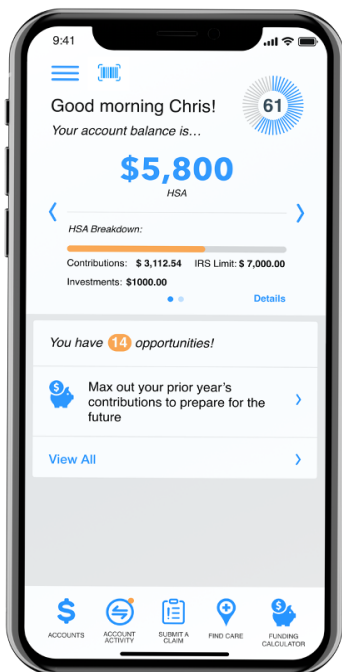 9:41
Good morning Chris!
61
Your account balance is...
$5,800
HSA
HSA Breakdown:
Contributions: $ 3,112.54 IRS Limit: $ 7,000.00
Investments: $1000.00
Details
You have 14 opportunities!
Max out your prior year's
contributions to prepare for the
future
View All
ACCOUNTS
ACCOUNT
ACTIVITY
SUBMIT A
CLAIM
FIND CARE
FUNDING
CALCULATOR